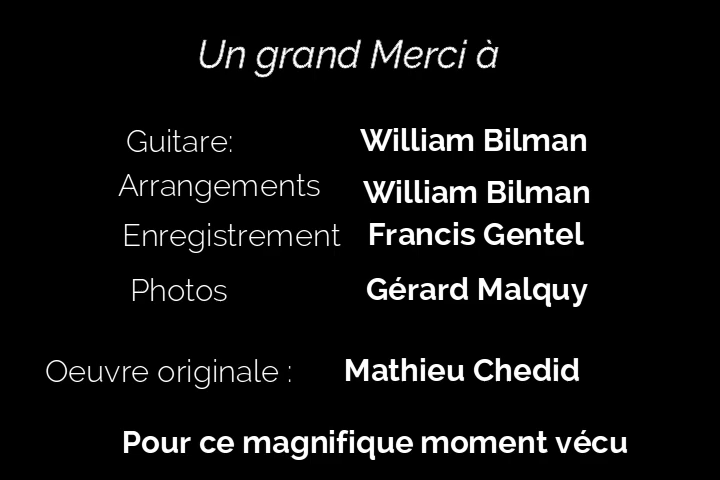 Un grand Merci à
Guitare: William Bilman
Arrangements William Bilman
Enregistrement Francis Gentel
Photos Gérard Malquy
Oeuvre originale : Mathieu Chedid
Pour ce magnifique moment vécu